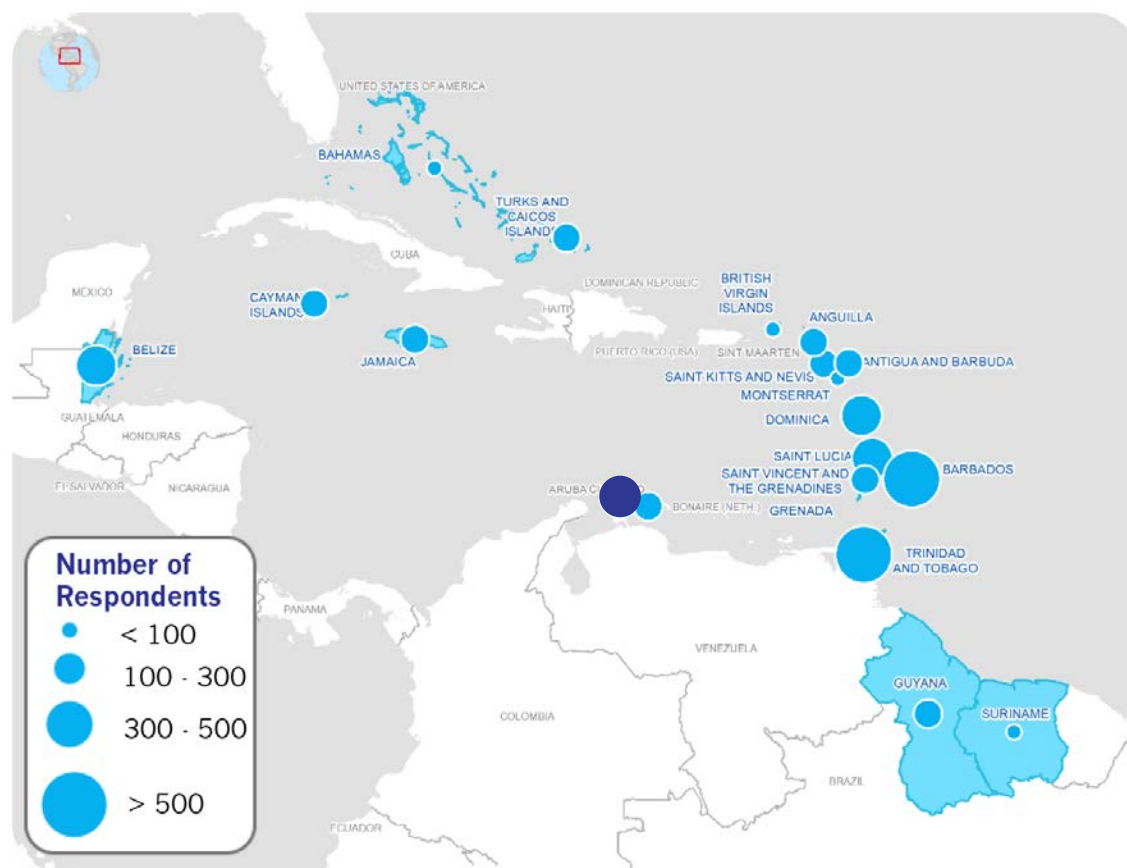 UNITED STATES OF AMERICA
BAHAMAS
TURKS AND
CAICOS
ISLANDS
CUBA
MEXICO
CAYMAN
ISLANDS
DOMINICAN REPUBLIC
HAITI
BRITISH
VIRGIN
ISLANDS
ANGUILLA
BELIZE
JAMAICA
PUERTO RICO (USA)
SINT MAARTEN
ANTIGUA AND BARBUDA
SAINT KITTS AND NEVIS
MONTSERRAT
GUATEMALA
HONDURAS
DOMINICA
EL SALVADOR
NICARAGUA
SAINT LUCIA
SAINT VINCENT AND
THE GRENADINES
BARBADOS
ARUBA
BONAIRE (NETH.)
GRENADA
TRINIDAD
AND TOBAGO
PANAMA
VENEZUELA
GUYANA
SURINAME
COLOMBIA
BRAZIL
ECUADOR
Number of
Respondents
< 100
100 - 300
300 - 500
> 500